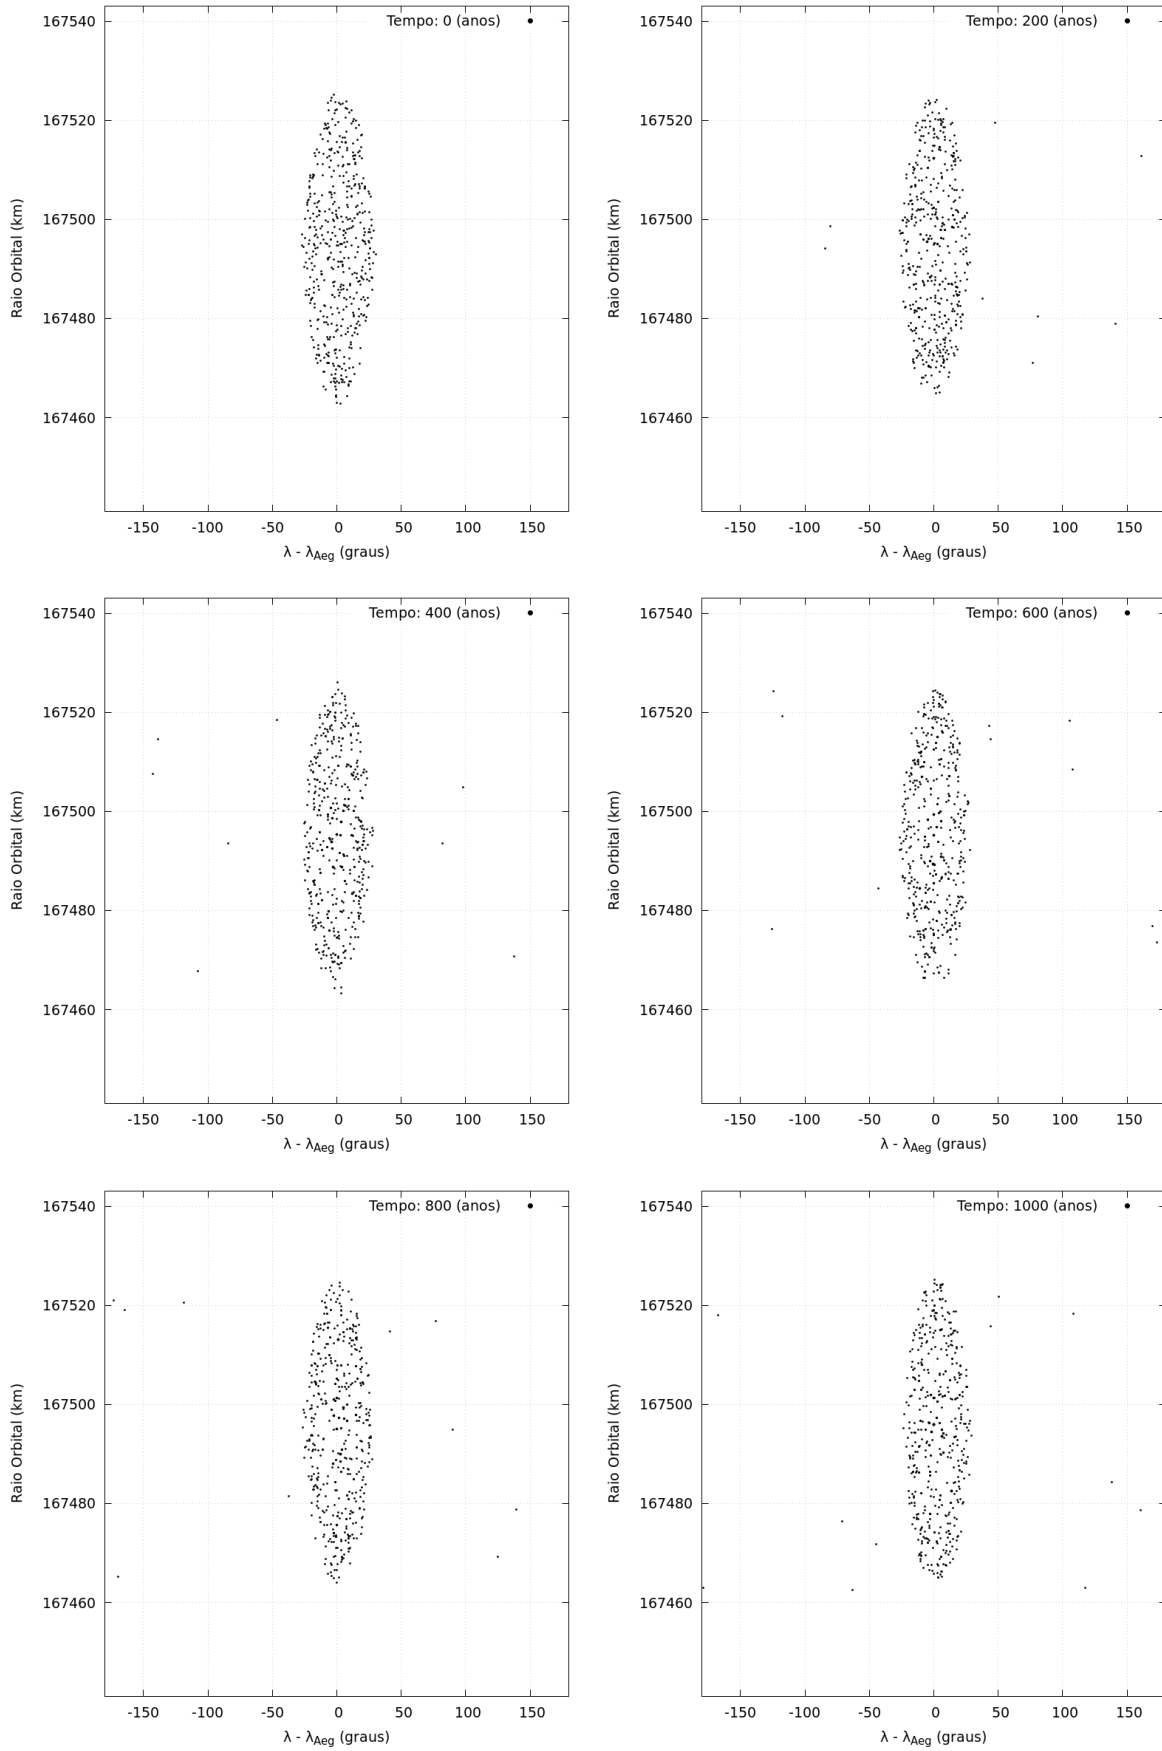 Tempo: 0 (anos)
167540
167520
167500
167480
167460
Raio Orbital (km)
-150 -100 -50 0 50 100 150
λ - λAeg (graus)
Tempo: 200 (anos)
167540
167520
167500
167480
167460
Raio Orbital (km)
-150 -100 -50 0 50 100 150
λ - λAeg (graus)
Tempo: 400 (anos)
167540
167520
167500
167480
167460
Raio Orbital (km)
-150 -100 -50 0 50 100 150
λ - λAeg (graus)
Tempo: 600 (anos)
167540
167520
167500
167480
167460
Raio Orbital (km)
-150 -100 -50 0 50 100 150
λ - λAeg (graus)
Tempo: 800 (anos)
167540
167520
167500
167480
167460
Raio Orbital (km)
-150 -100 -50 0 50 100 150
λ - λAeg (graus)
Tempo: 1000 (anos)
167540
167520
167500
167480
167460
Raio Orbital (km)
-150 -100 -50 0 50 100 150
λ - λAeg (graus)